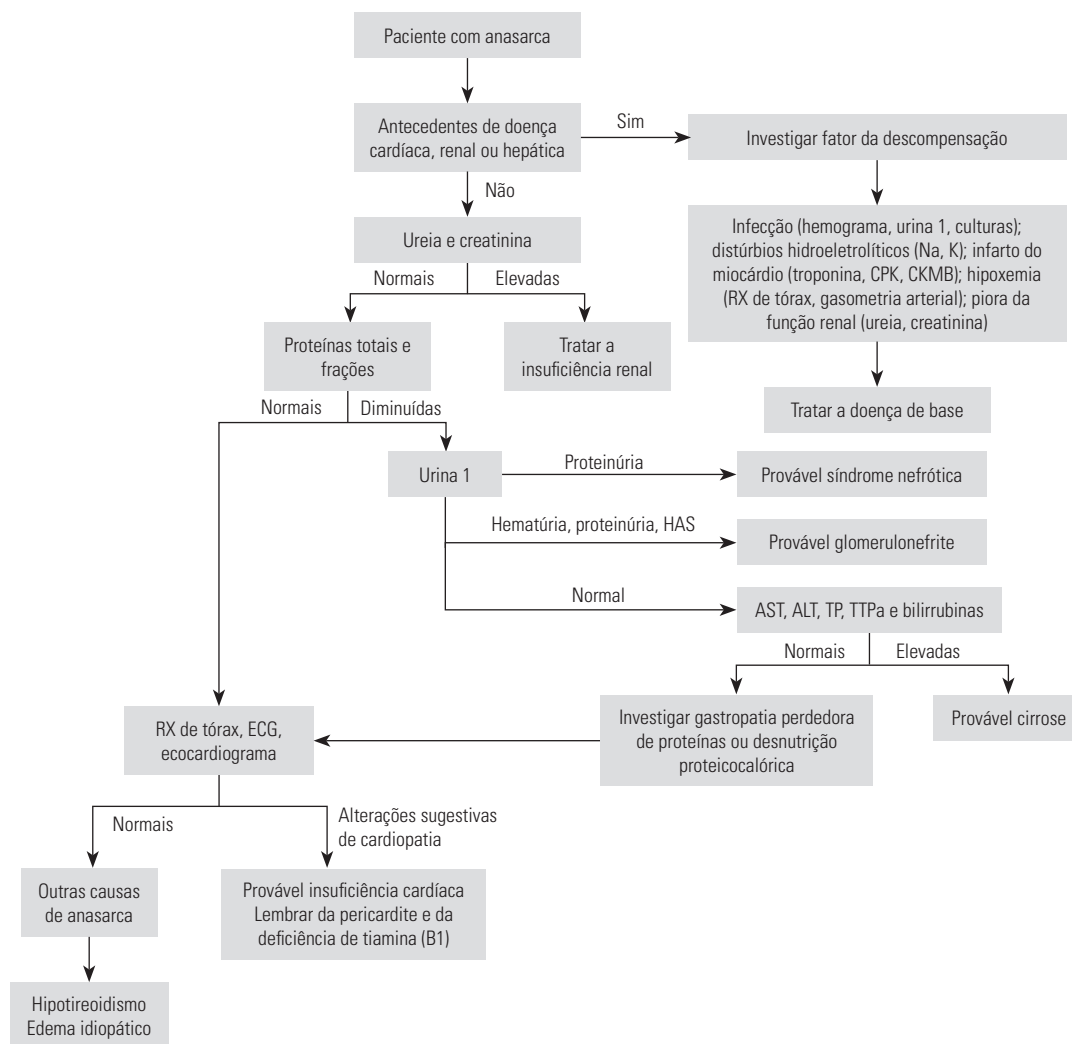 Paciente com anasarca
Antecedentes de doença
cardíaca, renal ou hepática
Sim
Investigar fator da descompensação
Não
Infecção (hemograma, urina 1, culturas);
distúrbios hidroeletrolíticos (Na, K); infarto do
miocárdio (troponina, CPK, CKMB); hipoxemia
(RX de tórax, gasometria arterial); piora da
função renal (ureia, creatinina)
Ureia e creatinina
Normais
Elevadas
Proteínas totais e
frações
Tratar a
insuficiência renal
Tratar a doença de base
Normais
Diminuídas
Urina 1
Proteinúria
Provável síndrome nefrótica
Hematúria, proteinúria, HAS
Provável glomerulonefrite
Normal
AST, ALT, TP, TTPa e bilirrubinas
Normais
Elevadas
RX de tórax, ECG,
ecocardiograma
Investigar gastropatia perdedora
de proteínas ou desnutrição
proteicocalórica
Provável cirrose
Normais
Alterações sugestivas
de cardiopatia
Outras causas
de anasarca
Provável insuficiência cardíaca
Lembrar da pericardite e da
deficiência de tiamina (B1)
Hipotireoidismo
Edema idiopático